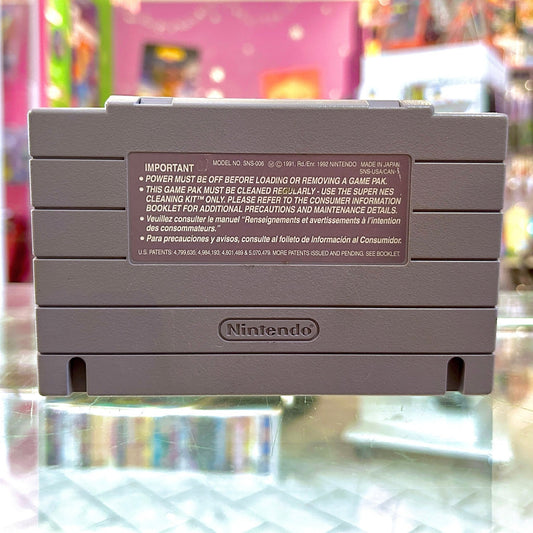 IMPORTANT MODEL NO. SNS-006 Ⓜ©1991, Rd./Enr. 1992 NINTENDO MADE IN JAPAN
SNS-USA/CAN-1
• POWER MUST BE OFF BEFORE LOADING OR REMOVING A GAME PAK.
• THIS GAME PAK MUST BE CLEANED REGULARLY - USE THE SUPER NES
CLEANING KIT™ ONLY. PLEASE REFER TO THE CONSUMER INFORMATION
BOOKLET FOR ADDITIONAL PRECAUTIONS AND MAINTENANCE DETAILS.
• Veuillez consulter le manuel "Renseignements et avertissements à l'intention
des consommateurs."
• Para precauciones y avisos, consulte al folleto de Información al Consumidor.
U.S. PATENTS: 4,799,635; 4,984,193; 4,601,489 & 5,070,479. MORE PATENTS ISSUED AND PENDING. SEE BOOKLET.
Nintendo®